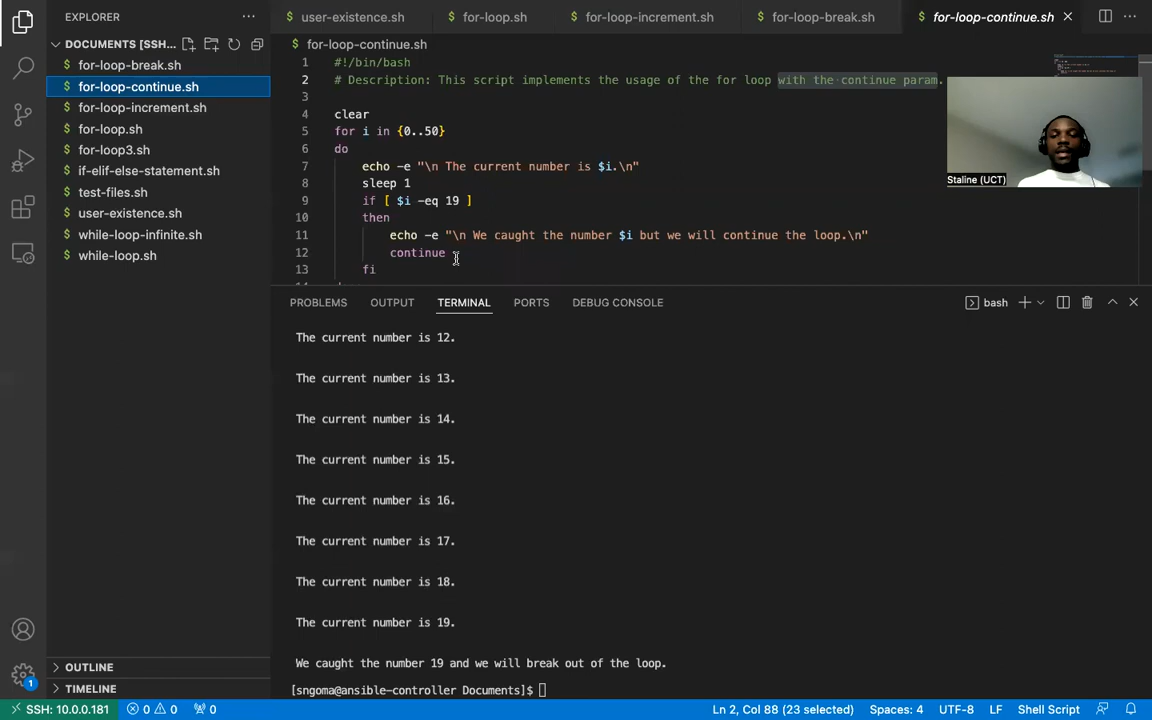 EXPLORER
user-existence.sh
for-loop.sh
for-loop-increment.sh
for-loop-break.sh
for-loop-continue.sh
DOCUMENTS [SSH...
for-loop-break.sh
for-loop-continue.sh
for-loop-increment.sh
for-loop.sh
for-loop3.sh
if-elif-else-statement.sh
test-files.sh
user-existence.sh
while-loop-infinite.sh
while-loop.sh
OUTLINE
TIMELINE
for-loop-continue.sh
1 #!/bin/bash
2 # Description: This script implements the usage of the for loop with the continue param.
3
4 clear
5 for i in {0..50}
6 do
7 echo -e "\n The current number is $i.\n"
8 sleep 1
9 if [ $i -eq 19 ]
10 then
11 echo -e "\n We caught the number $i but we will continue the loop.\n"
12 continue
13 fi
Staline (UCT)
PROBLEMS OUTPUT TERMINAL PORTS DEBUG CONSOLE
bash
The current number is 12.
The current number is 13.
The current number is 14.
The current number is 15.
The current number is 16.
The current number is 17.
The current number is 18.
The current number is 19.
We caught the number 19 and we will break out of the loop.
[sngoma@ansible-controller Documents]$
1
SSH: 10.0.0.181 0 0 0 Ln 2, Col 88 (23 selected) Spaces: 4 UTF-8 LF Shell Script